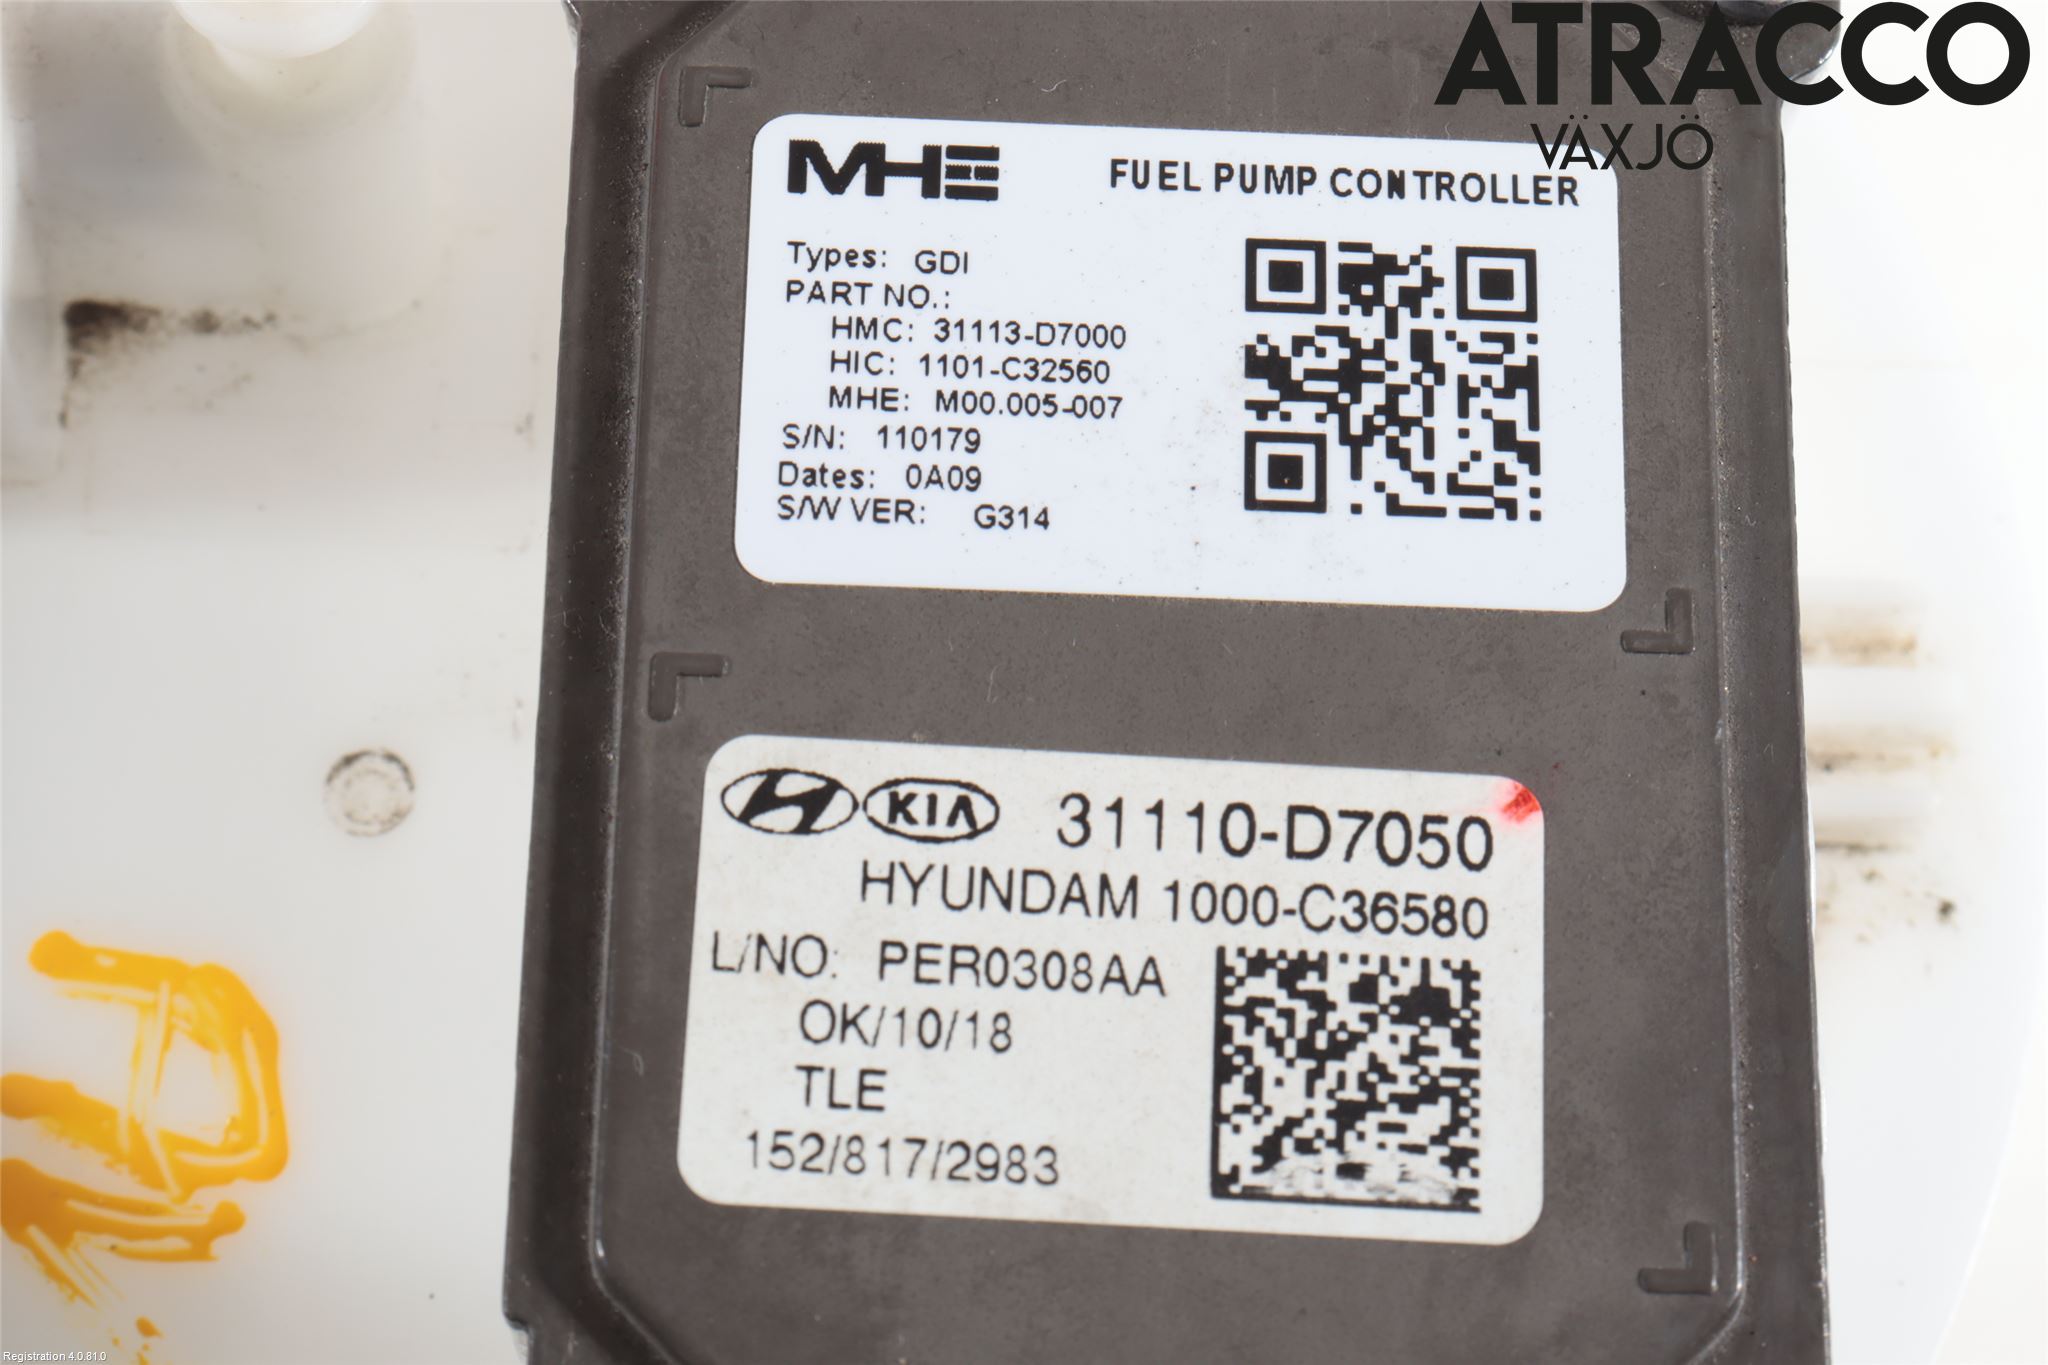 ATRACCO
VÄXJÖ
MHE FUEL PUMP CONTROLLER
Types: GDI
PART NO.:
HMC: 31113-D7000
HIC: 1101-C32560
MHE: M00.005-007
S/N: 110179
Dates: 0A09
S/W VER: G314
KIA 31110-D7050
HYUNDAM 1000-C36580
L/NO: PER0308AA
OK/10/18
TLE
152/817/2983
Registration 4.0.81.0